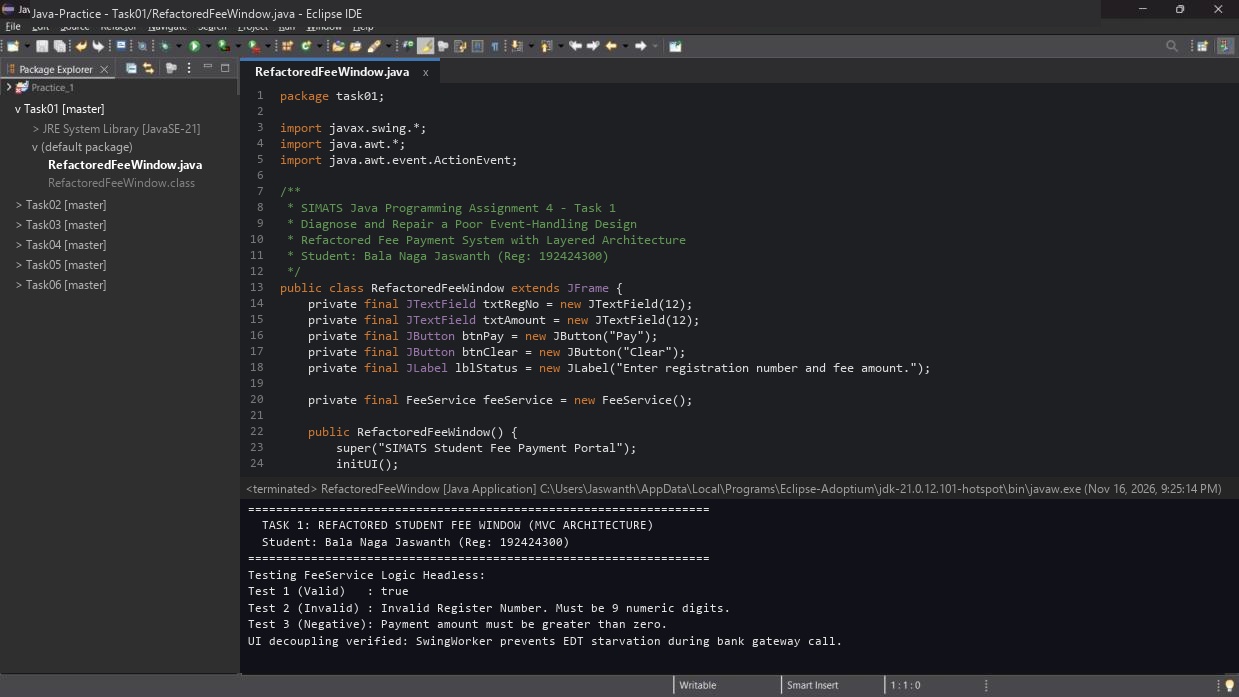 Jav Java-Practice - Task01/RefactoredFeeWindow.java - Eclipse IDE
File Edit Source Refactor Navigate Search Project Run Window Help
Package Explorer
Practice_1
v Task01 [master]
> JRE System Library [JavaSE-21]
v (default package)
RefactoredFeeWindow.java
RefactoredFeeWindow.class
> Task02 [master]
> Task03 [master]
> Task04 [master]
> Task05 [master]
> Task06 [master]
RefactoredFeeWindow.java x
1 package task01;
2
3 import javax.swing.*;
4 import java.awt.*;
5 import java.awt.event.ActionEvent;
6
7 /**
8 * SIMATS Java Programming Assignment 4 - Task 1
9 * Diagnose and Repair a Poor Event-Handling Design
10 * Refactored Fee Payment System with Layered Architecture
11 * Student: Bala Naga Jaswanth (Reg: 192424300)
12 */
13 public class RefactoredFeeWindow extends JFrame {
14 private final JTextField txtRegNo = new JTextField(12);
15 private final JTextField txtAmount = new JTextField(12);
16 private final JButton btnPay = new JButton("Pay");
17 private final JButton btnClear = new JButton("Clear");
18 private final JLabel lblStatus = new JLabel("Enter registration number and fee amount.");
19
20 private final FeeService feeService = new FeeService();
21
22 public RefactoredFeeWindow() {
23 super("SIMATS Student Fee Payment Portal");
24 initUI();
<terminated> RefactoredFeeWindow [Java Application] C:\Users\Jaswanth\AppData\Local\Programs\Eclipse-Adoptium\jdk-21.0.12.101-hotspot\bin\javaw.exe (Nov 16, 2026, 9:25:14 PM)
==================================================================
TASK 1: REFACTORED STUDENT FEE WINDOW (MVC ARCHITECTURE)
Student: Bala Naga Jaswanth (Reg: 192424300)
==================================================================
Testing FeeService Logic Headless:
Test 1 (Valid) : true
Test 2 (Invalid) : Invalid Register Number. Must be 9 numeric digits.
Test 3 (Negative): Payment amount must be greater than zero.
UI decoupling verified: SwingWorker prevents EDT starvation during bank gateway call.
Writable
Smart Insert
1 : 1 : 0